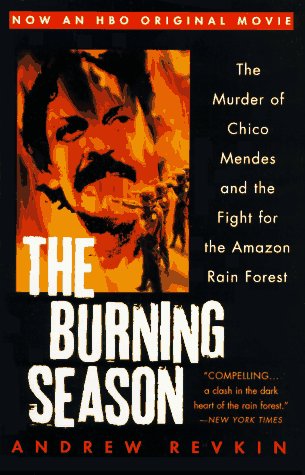 NOW AN HBO ORIGINAL MOVIE
The
Murder of
Chico
Mendes
and the
Fight for
the Amazon
Rain Forest
THE
BURNING
SEASON
"COMPELLING...
a clash in the dark
heart of the rain forest."
—NEW YORK TIMES
ANDREW REVKIN